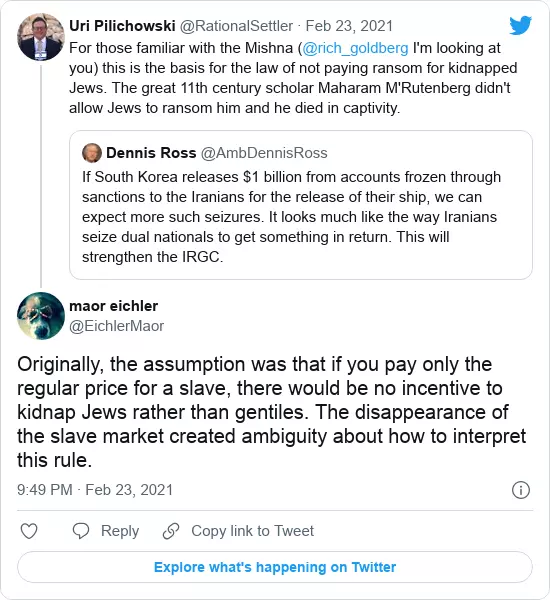 Uri Pilichowski @RationalSettler · Feb 23, 2021
For those familiar with the Mishna (@rich_goldberg I'm looking at
you) this is the basis for the law of not paying ransom for kidnapped
Jews. The great 11th century scholar Maharam M'Rutenberg didn't
allow Jews to ransom him and he died in captivity.
Dennis Ross @AmbDennisRoss
If South Korea releases $1 billion from accounts frozen through
sanctions to the Iranians for the release of their ship, we can
expect more such seizures. It looks much like the way Iranians
seize dual nationals to get something in return. This will
strengthen the IRGC.
maor eichler
@EichlerMaor
Originally, the assumption was that if you pay only the
regular price for a slave, there would be no incentive to
kidnap Jews rather than gentiles. The disappearance of
the slave market created ambiguity about how to interpret
this rule.
9:49 PM · Feb 23, 2021
Reply Copy link to Tweet
Explore what's happening on Twitter